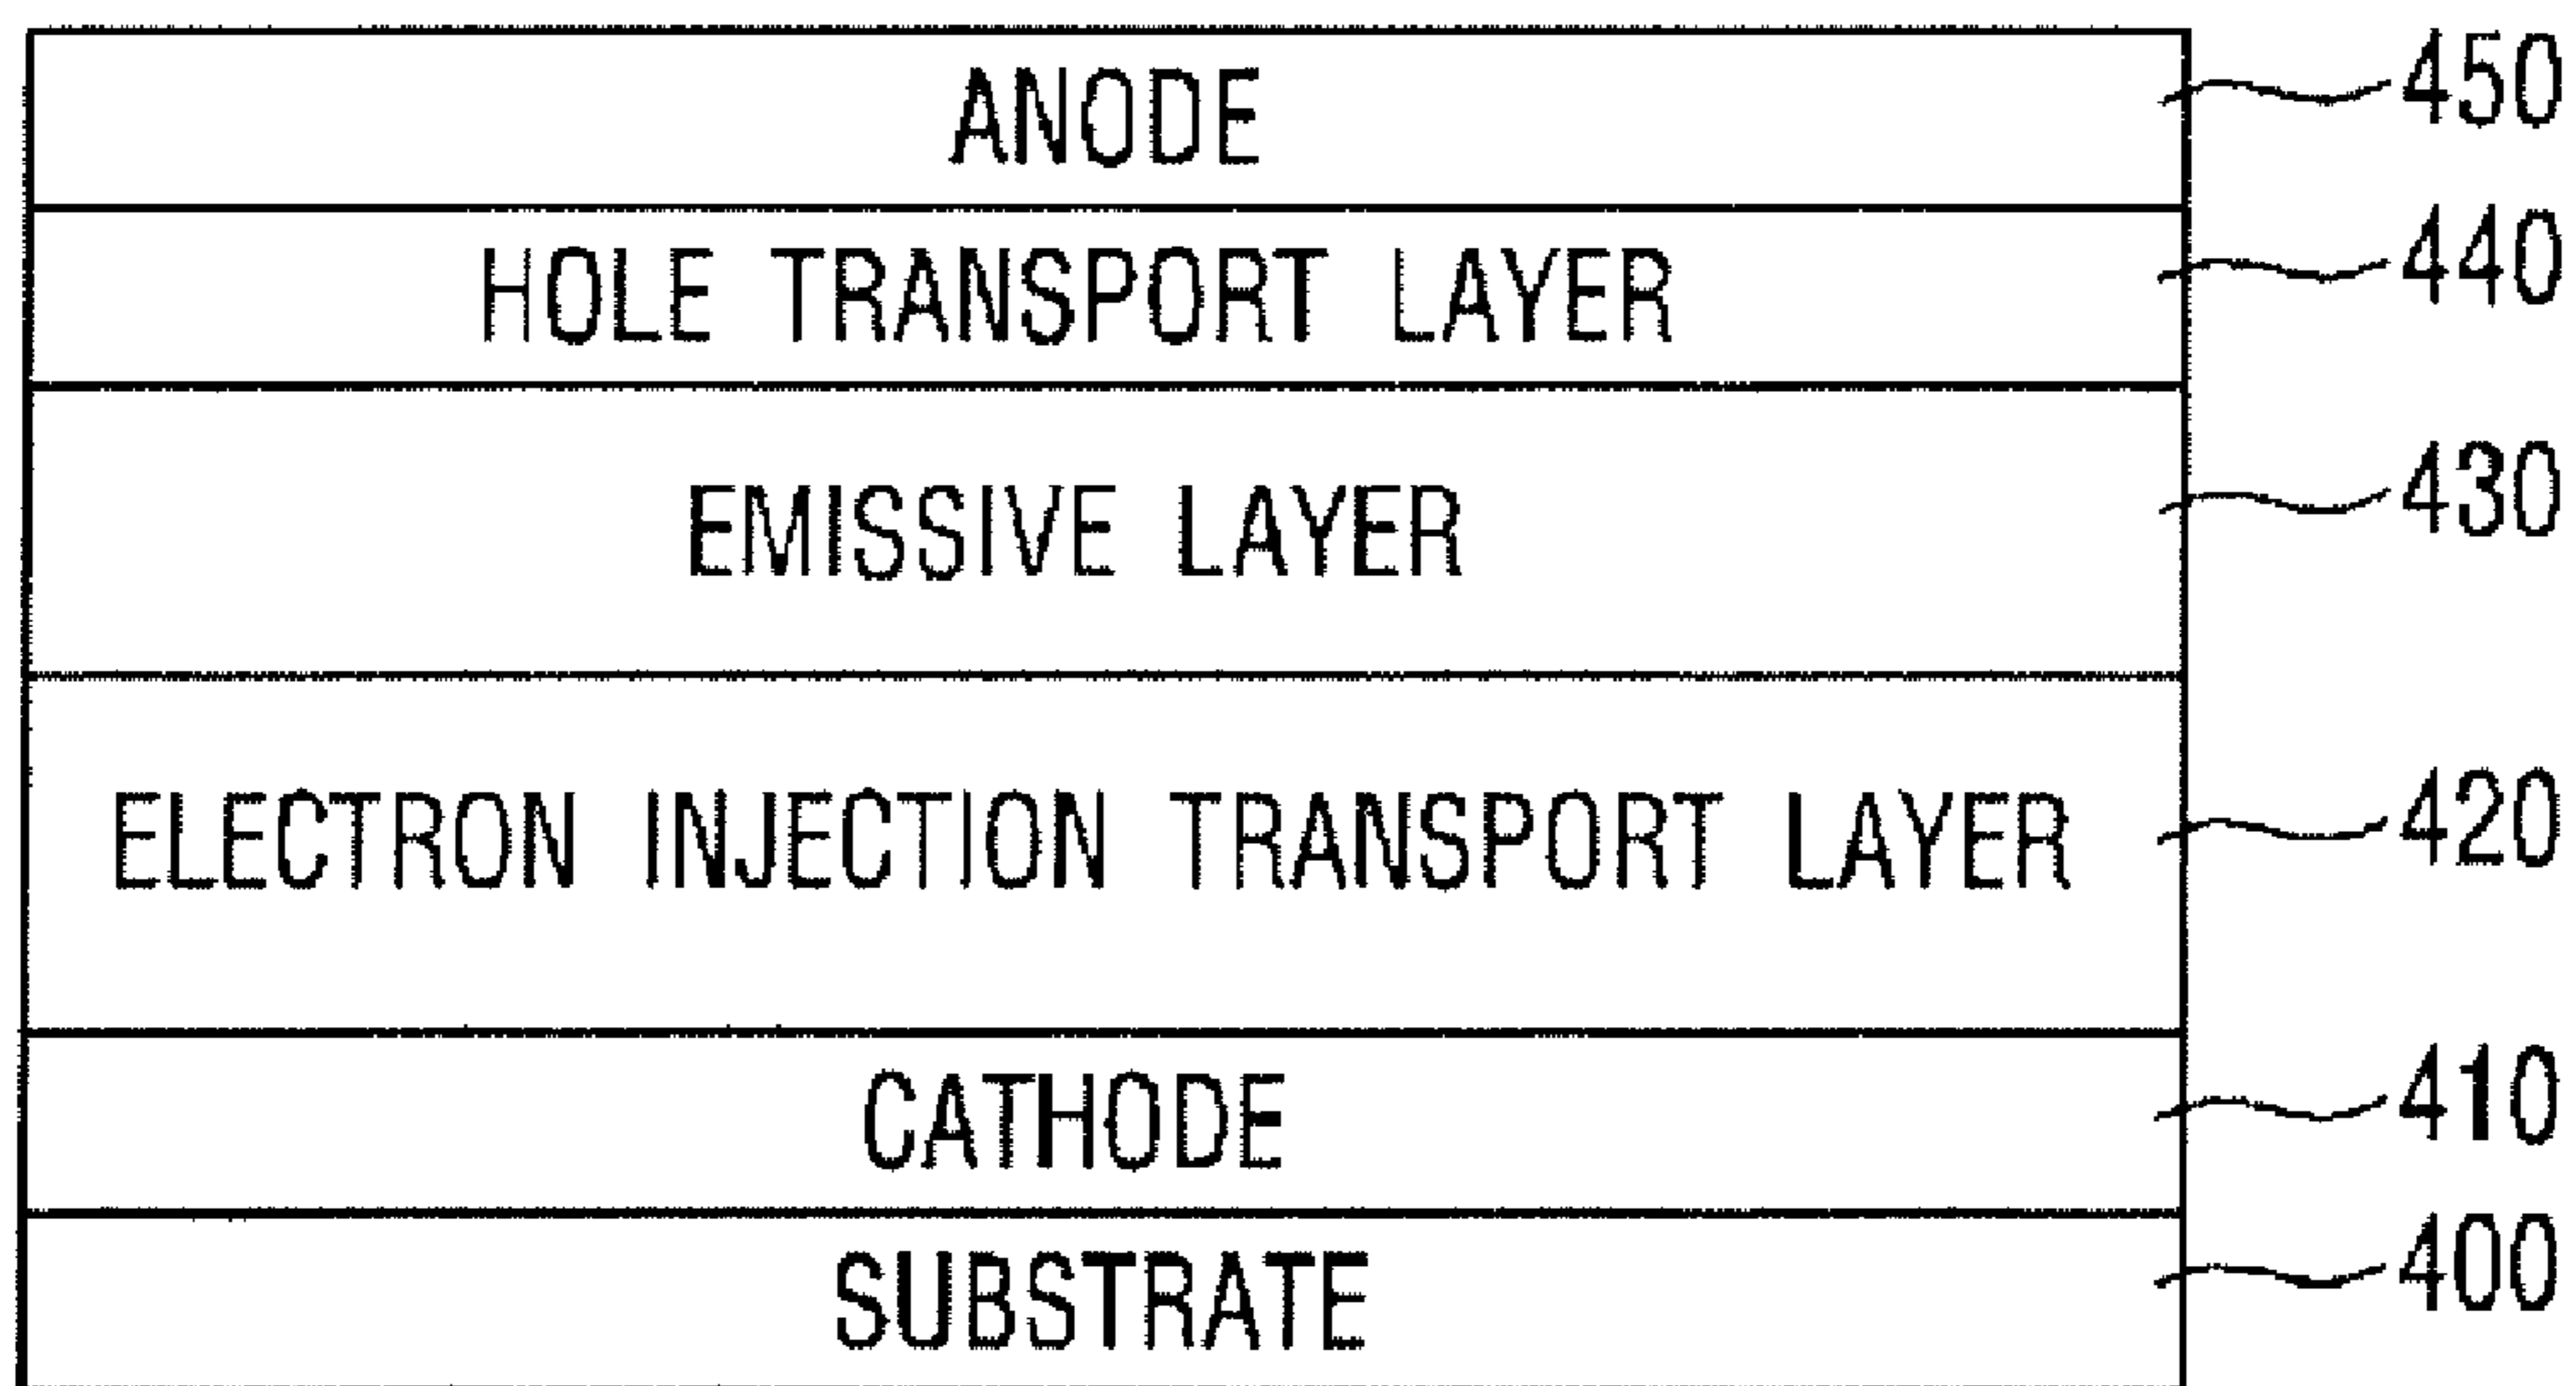 ANODE 450
HOLE TRANSPORT LAYER 440
EMISSIVE LAYER 430
ELECTRON INJECTION TRANSPORT LAYER 420
CATHODE 410
SUBSTRATE 400